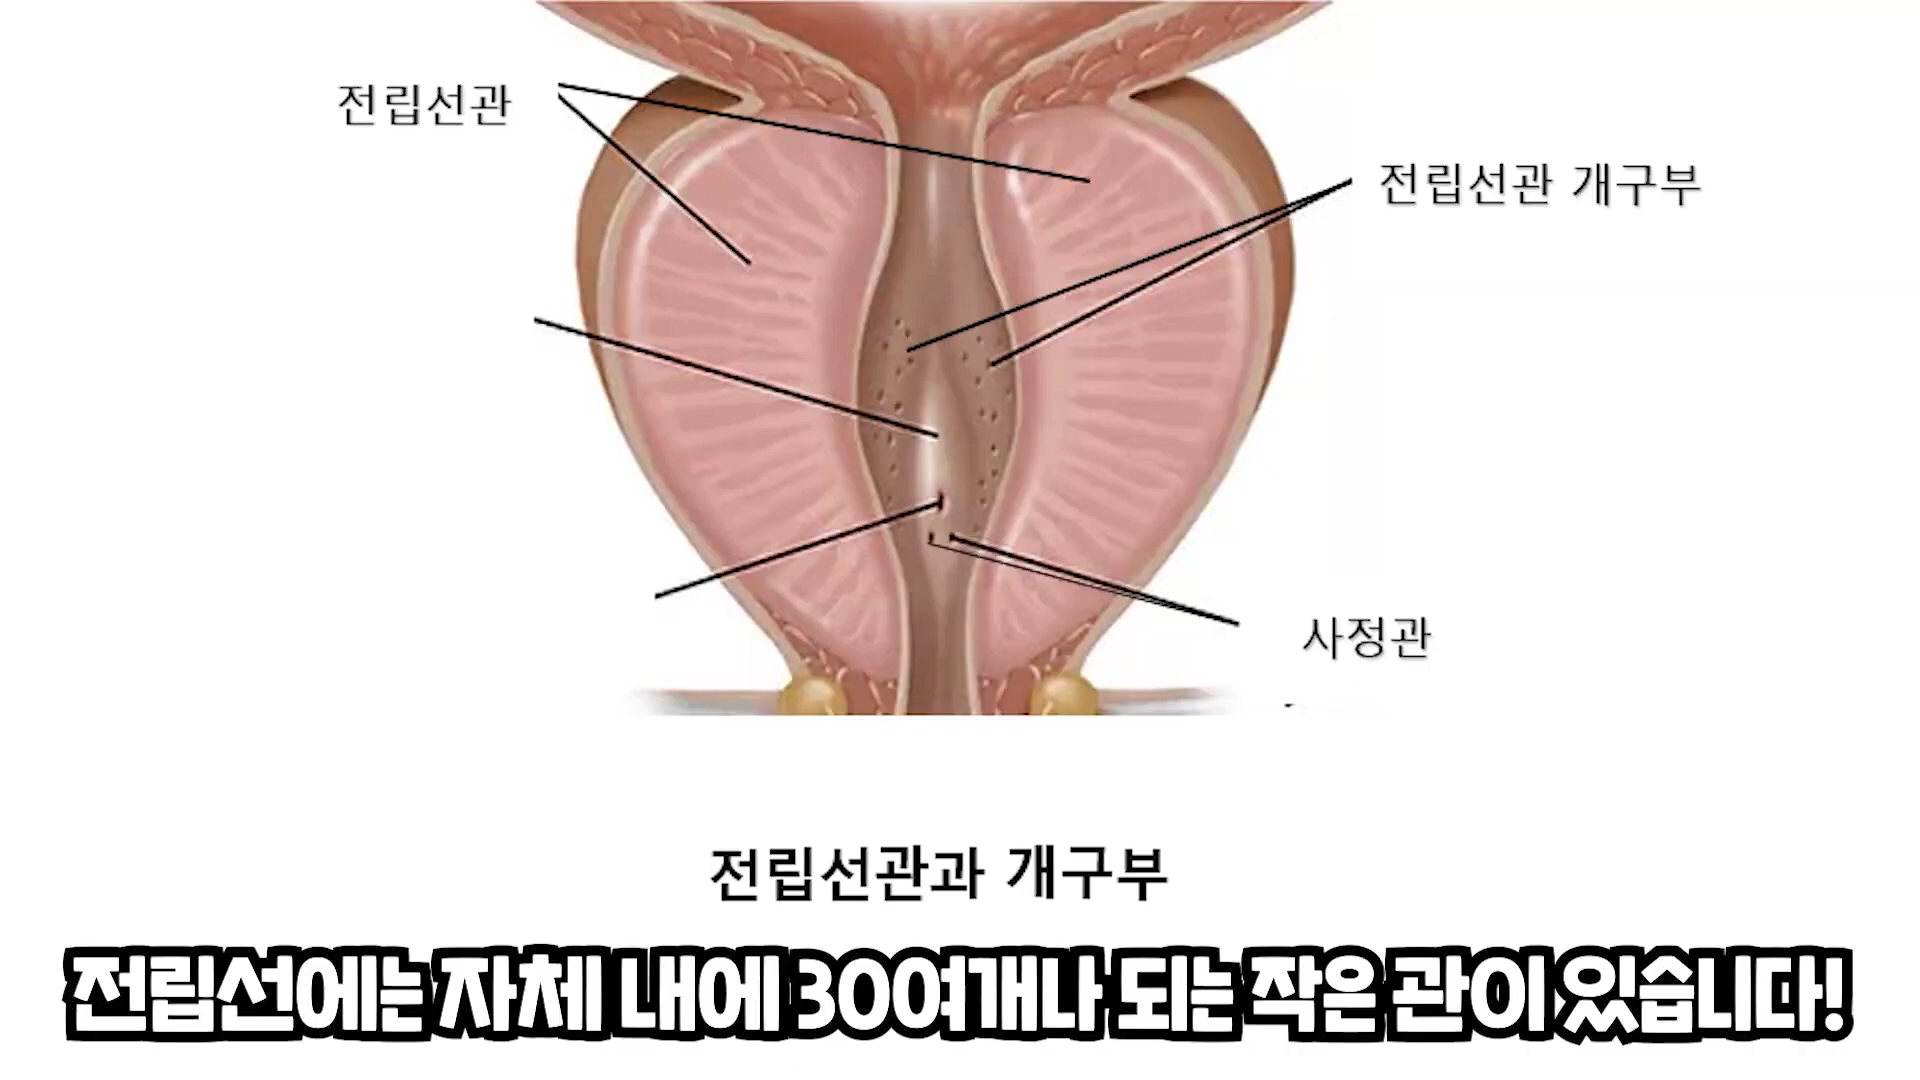 전립선관
전립선관 개구부
사정관
전립선관과 개구부
전립선에는 자체 내에 30여개나 되는 작은 관이 있습니다!